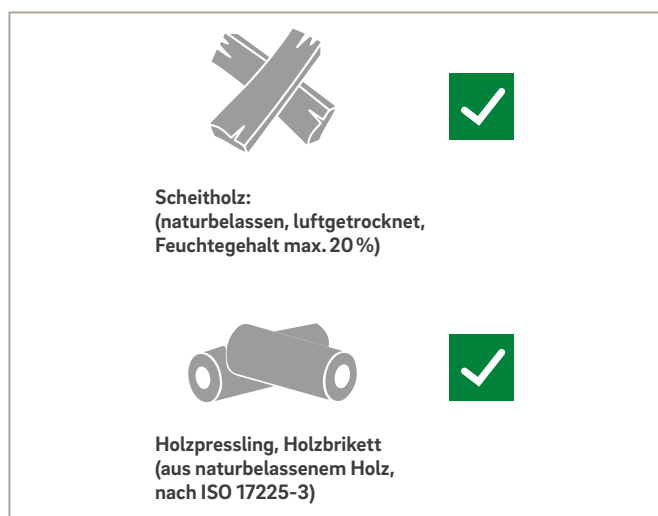 Scheitholz:
(naturbelassen, luftgetrocknet,
Feuchtegehalt max. 20 %)
Holzpressling, Holzbrikett
(aus naturbelassenem Holz,
nach ISO 17225-3)